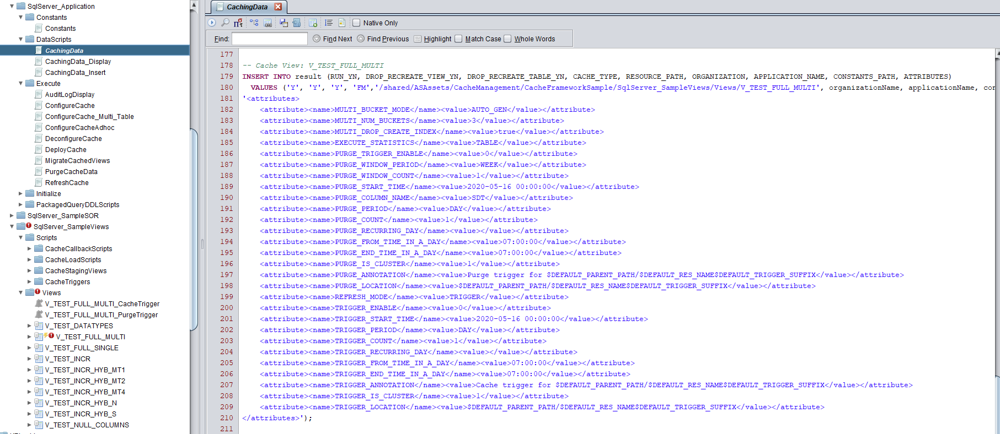 SqlServer_Application
Constants
Constants
DataScripts
CachingData
CachingData_Display
CachingData_Insert
Execute
AuditLogDisplay
ConfigureCache
ConfigureCache_Multi_Table
ConfigureCacheAdhoc
DeconfigureCache
DeployCache
MigrateCachedViews
PurgeCacheData
RefreshCache
Initialize
PackagedQueryDDLScripts
SqlServer_SampleSOR
SqlServer_SampleViews
Scripts
CacheCallbackScripts
CacheLoadScripts
CacheStagingViews
CacheTriggers
Views
V_TEST_FULL_MULTI_CacheTrigger
V_TEST_FULL_MULTI_PurgeTrigger
V_TEST_DATATYPES
V_TEST_FULL_MULTI
V_TEST_FULL_SINGLE
V_TEST_INCR
V_TEST_INCR_HYB_MT1
V_TEST_INCR_HYB_MT2
V_TEST_INCR_HYB_MT4
V_TEST_INCR_HYB_N
V_TEST_INCR_HYB_S
V_TEST_NULL_COLUMNS
CachingData
Native Only
Find: Find Next Find Previous Highlight Match Case Whole Words
177
178 -- Cache View: V_TEST_FULL_MULTI
179 INSERT INTO result (RUN_YN, DROP_RECREATE_VIEW_YN, DROP_RECREATE_TABLE_YN, CACHE_TYPE, RESOURCE_PATH, ORGANIZATION, APPLICATION_NAME, CONSTANTS_PATH, ATTRIBUTES)
180 VALUES ('Y', 'Y', 'Y', 'FM','/shared/ASAssets/CacheManagement/CacheFrameworkSample/SqlServer_SampleViews/Views/V_TEST_FULL_MULTI', organizationName, applicationName, con
181 '<attributes>
182 <attribute><name>MULTI_BUCKET_MODE</name><value>AUTO_GEN</value></attribute>
183 <attribute><name>MULTI_NUM_BUCKETS</name><value>3</value></attribute>
184 <attribute><name>MULTI_DROP_CREATE_INDEX</name><value>true</value></attribute>
185 <attribute><name>EXECUTE_STATISTICS</name><value>TABLE</value></attribute>
186 <attribute><name>PURGE_TRIGGER_ENABLE</name><value>0</value></attribute>
187 <attribute><name>PURGE_WINDOW_PERIOD</name><value>WEEK</value></attribute>
188 <attribute><name>PURGE_WINDOW_COUNT</name><value>1</value></attribute>
189 <attribute><name>PURGE_START_TIME</name><value>2020-05-16 00:00:00</value></attribute>
190 <attribute><name>PURGE_COLUMN_NAME</name><value>SDT</value></attribute>
191 <attribute><name>PURGE_PERIOD</name><value>DAY</value></attribute>
192 <attribute><name>PURGE_COUNT</name><value>1</value></attribute>
193 <attribute><name>PURGE_RECURRING_DAY</name><value></value></attribute>
194 <attribute><name>PURGE_FROM_TIME_IN_A_DAY</name><value>07:00:00</value></attribute>
195 <attribute><name>PURGE_END_TIME_IN_A_DAY</name><value>07:00:00</value></attribute>
196 <attribute><name>PURGE_IS_CLUSTER</name><value>1</value></attribute>
197 <attribute><name>PURGE_ANNOTATION</name><value>Purge trigger for $DEFAULT_PARENT_PATH/$DEFAULT_RES_NAME$DEFAULT_TRIGGER_SUFFIX</value></attribute>
198 <attribute><name>PURGE_LOCATION</name><value>$DEFAULT_PARENT_PATH/$DEFAULT_RES_NAME$DEFAULT_TRIGGER_SUFFIX</value></attribute>
199 <attribute><name>REFRESH_MODE</name><value>TRIGGER</value></attribute>
200 <attribute><name>TRIGGER_ENABLE</name><value>0</value></attribute>
201 <attribute><name>TRIGGER_START_TIME</name><value>2020-05-16 00:00:00</value></attribute>
202 <attribute><name>TRIGGER_PERIOD</name><value>DAY</value></attribute>
203 <attribute><name>TRIGGER_COUNT</name><value>1</value></attribute>
204 <attribute><name>TRIGGER_RECURRING_DAY</name><value></value></attribute>
205 <attribute><name>TRIGGER_FROM_TIME_IN_A_DAY</name><value>07:00:00</value></attribute>
206 <attribute><name>TRIGGER_END_TIME_IN_A_DAY</name><value>07:00:00</value></attribute>
207 <attribute><name>TRIGGER_ANNOTATION</name><value>Cache trigger for $DEFAULT_PARENT_PATH/$DEFAULT_RES_NAME$DEFAULT_TRIGGER_SUFFIX</value></attribute>
208 <attribute><name>TRIGGER_IS_CLUSTER</name><value>1</value></attribute>
209 <attribute><name>TRIGGER_LOCATION</name><value>$DEFAULT_PARENT_PATH/$DEFAULT_RES_NAME$DEFAULT_TRIGGER_SUFFIX</value></attribute>
210 </attributes>');
211